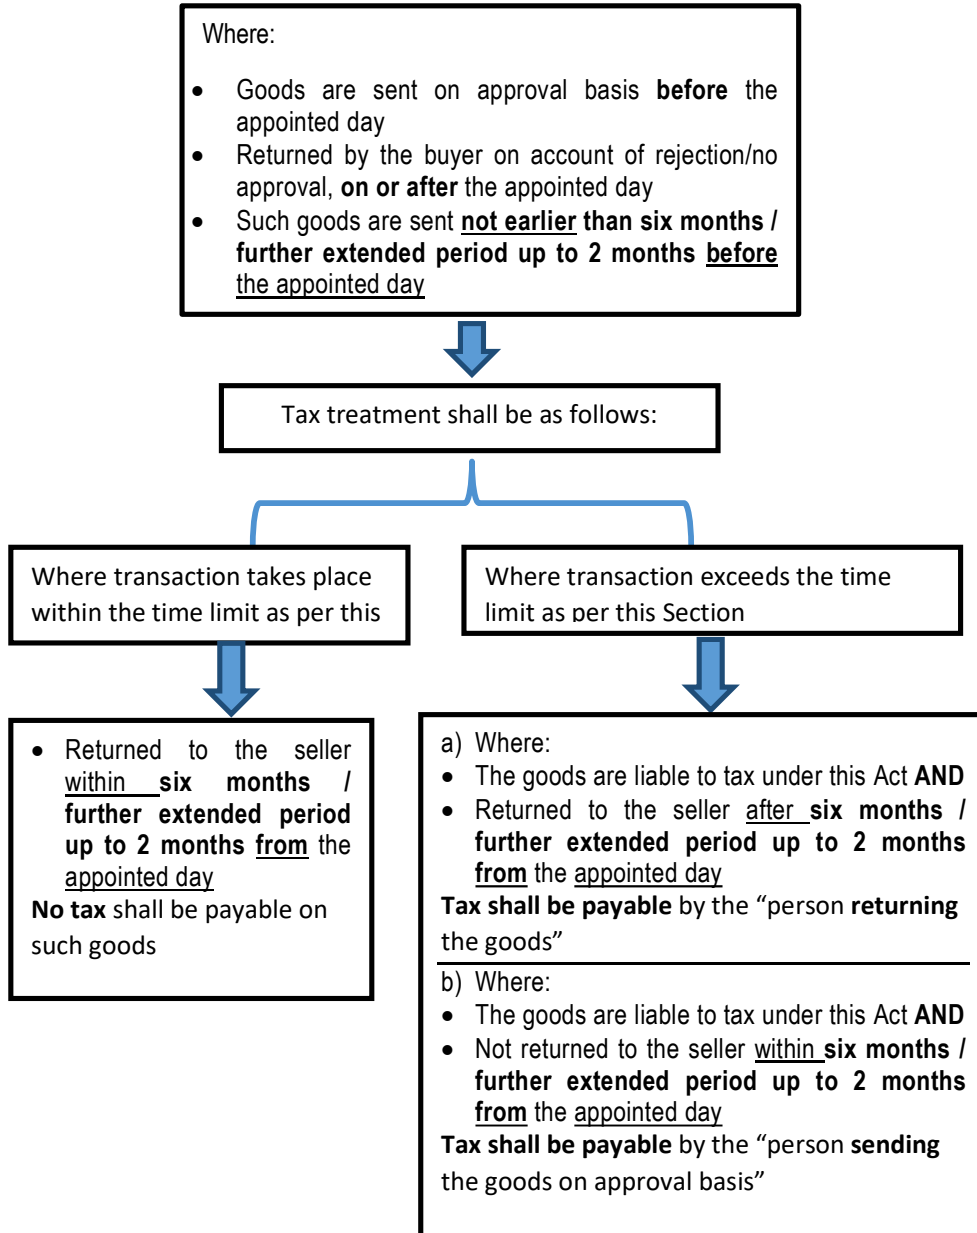 Where:
• Goods are sent on approval basis before the
appointed day
• Returned by the buyer on account of rejection/no
approval, on or after the appointed day
• Such goods are sent not earlier than six months /
further extended period up to 2 months before
the appointed day
Tax treatment shall be as follows:
Where transaction takes place
within the time limit as per this
Where transaction exceeds the time
limit as per this Section
• Returned to the seller
within six months /
further extended period
up to 2 months from the
appointed day
No tax shall be payable on
such goods
a) Where:
• The goods are liable to tax under this Act AND
• Returned to the seller after six months /
further extended period up to 2 months
from the appointed day
Tax shall be payable by the “person returning
the goods”
b) Where:
• The goods are liable to tax under this Act AND
• Not returned to the seller within six months /
further extended period up to 2 months
from the appointed day
Tax shall be payable by the “person sending
the goods on approval basis”